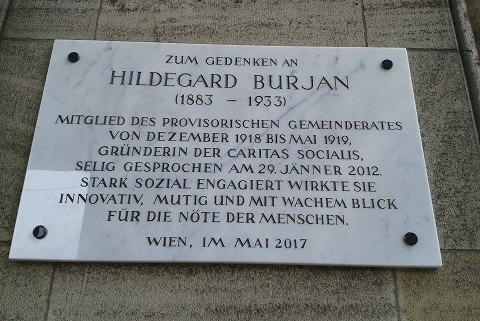 ZUM GEDENKEN AN
HILDEGARD BURJAN
(1883 – 1933)
MITGLIED DES PROVISORISCHEN GEMEINDERATES
VON DEZEMBER 1918 BIS MAI 1919,
GRÜNDERIN DER CARITAS SOCIALIS,
SELIG GESPROCHEN AM 29. JÄNNER 2012.
STARK SOZIAL ENGAGIERT WIRKTE SIE
INNOVATIV, MUTIG UND MIT WACHEM BLICK
FÜR DIE NÖTE DER MENSCHEN.
WIEN, IM MAI 2017